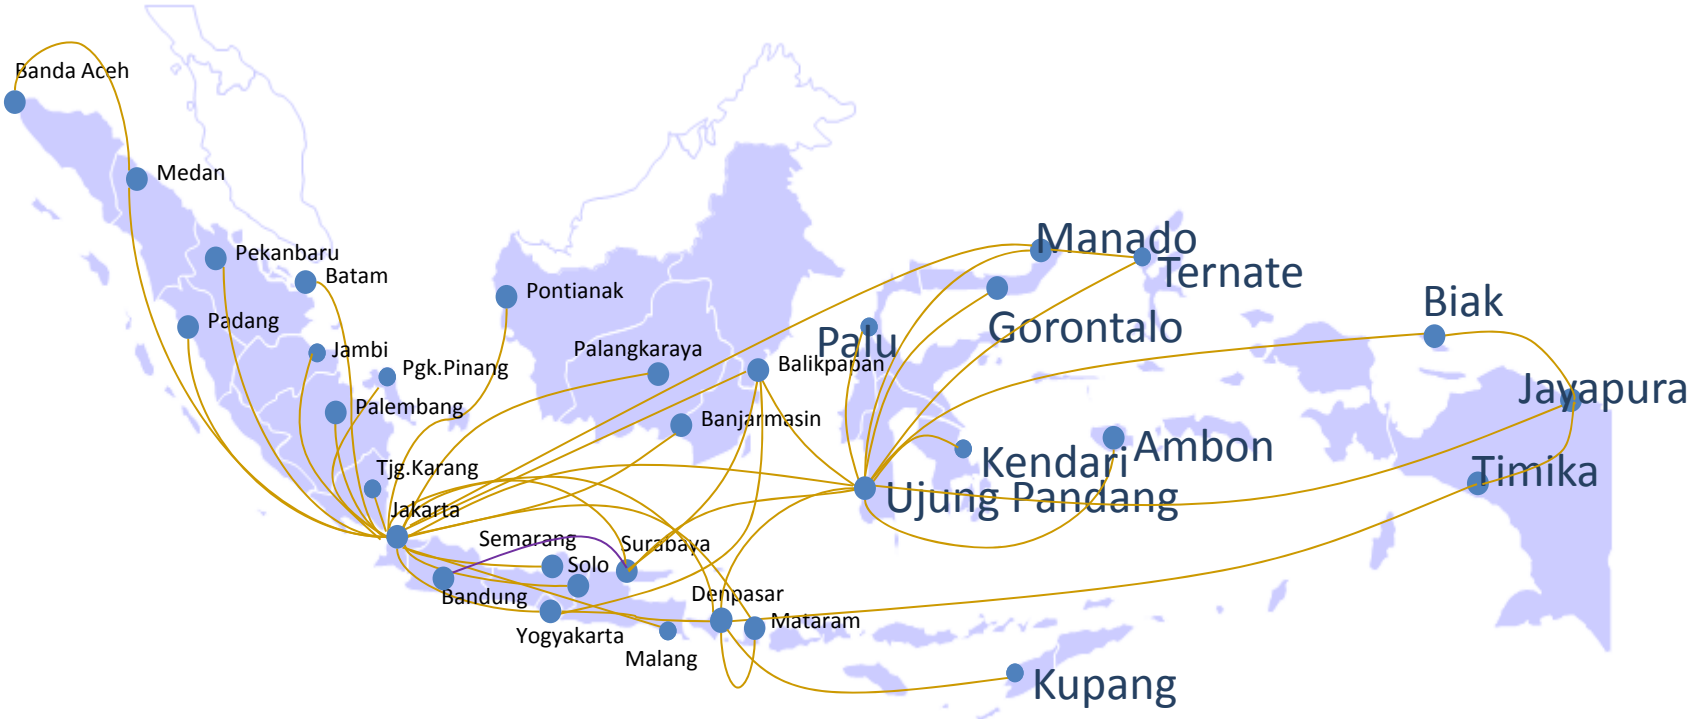 Banda Aceh
Medan
Manado
Pekanbaru
Ternate
Batam
Pontianak
Biak
Padang
Gorontalo
Palu
Jambi
Palangkaraya
Balikpapan
Pgk.Pinang
Jayapura
Palembang
Banjarmasin
Ambon
Kendari
Tjg.Karang
Timika
Ujung Pandang
Jakarta
Semarang
Surabaya
Solo
Bandung
Denpasar
Mataram
Yogyakarta
Malang
Kupang